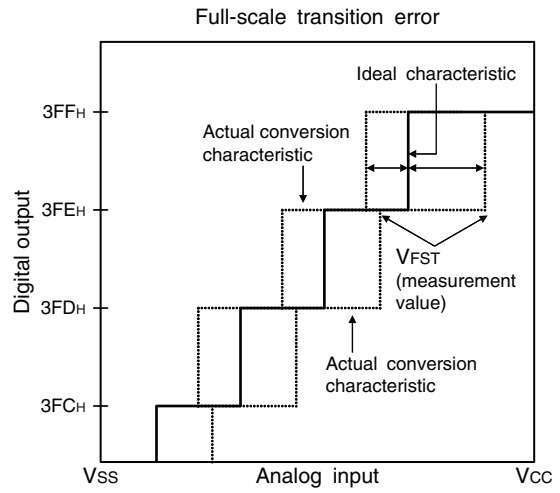 Full-scale transition error
Ideal characteristic
3FFH
Actual conversion
characteristic
3FEH
VFST
(measurement
value)
Digital output
3FDH
Actual conversion
characteristic
3FCH
VSS
Analog input
VCC